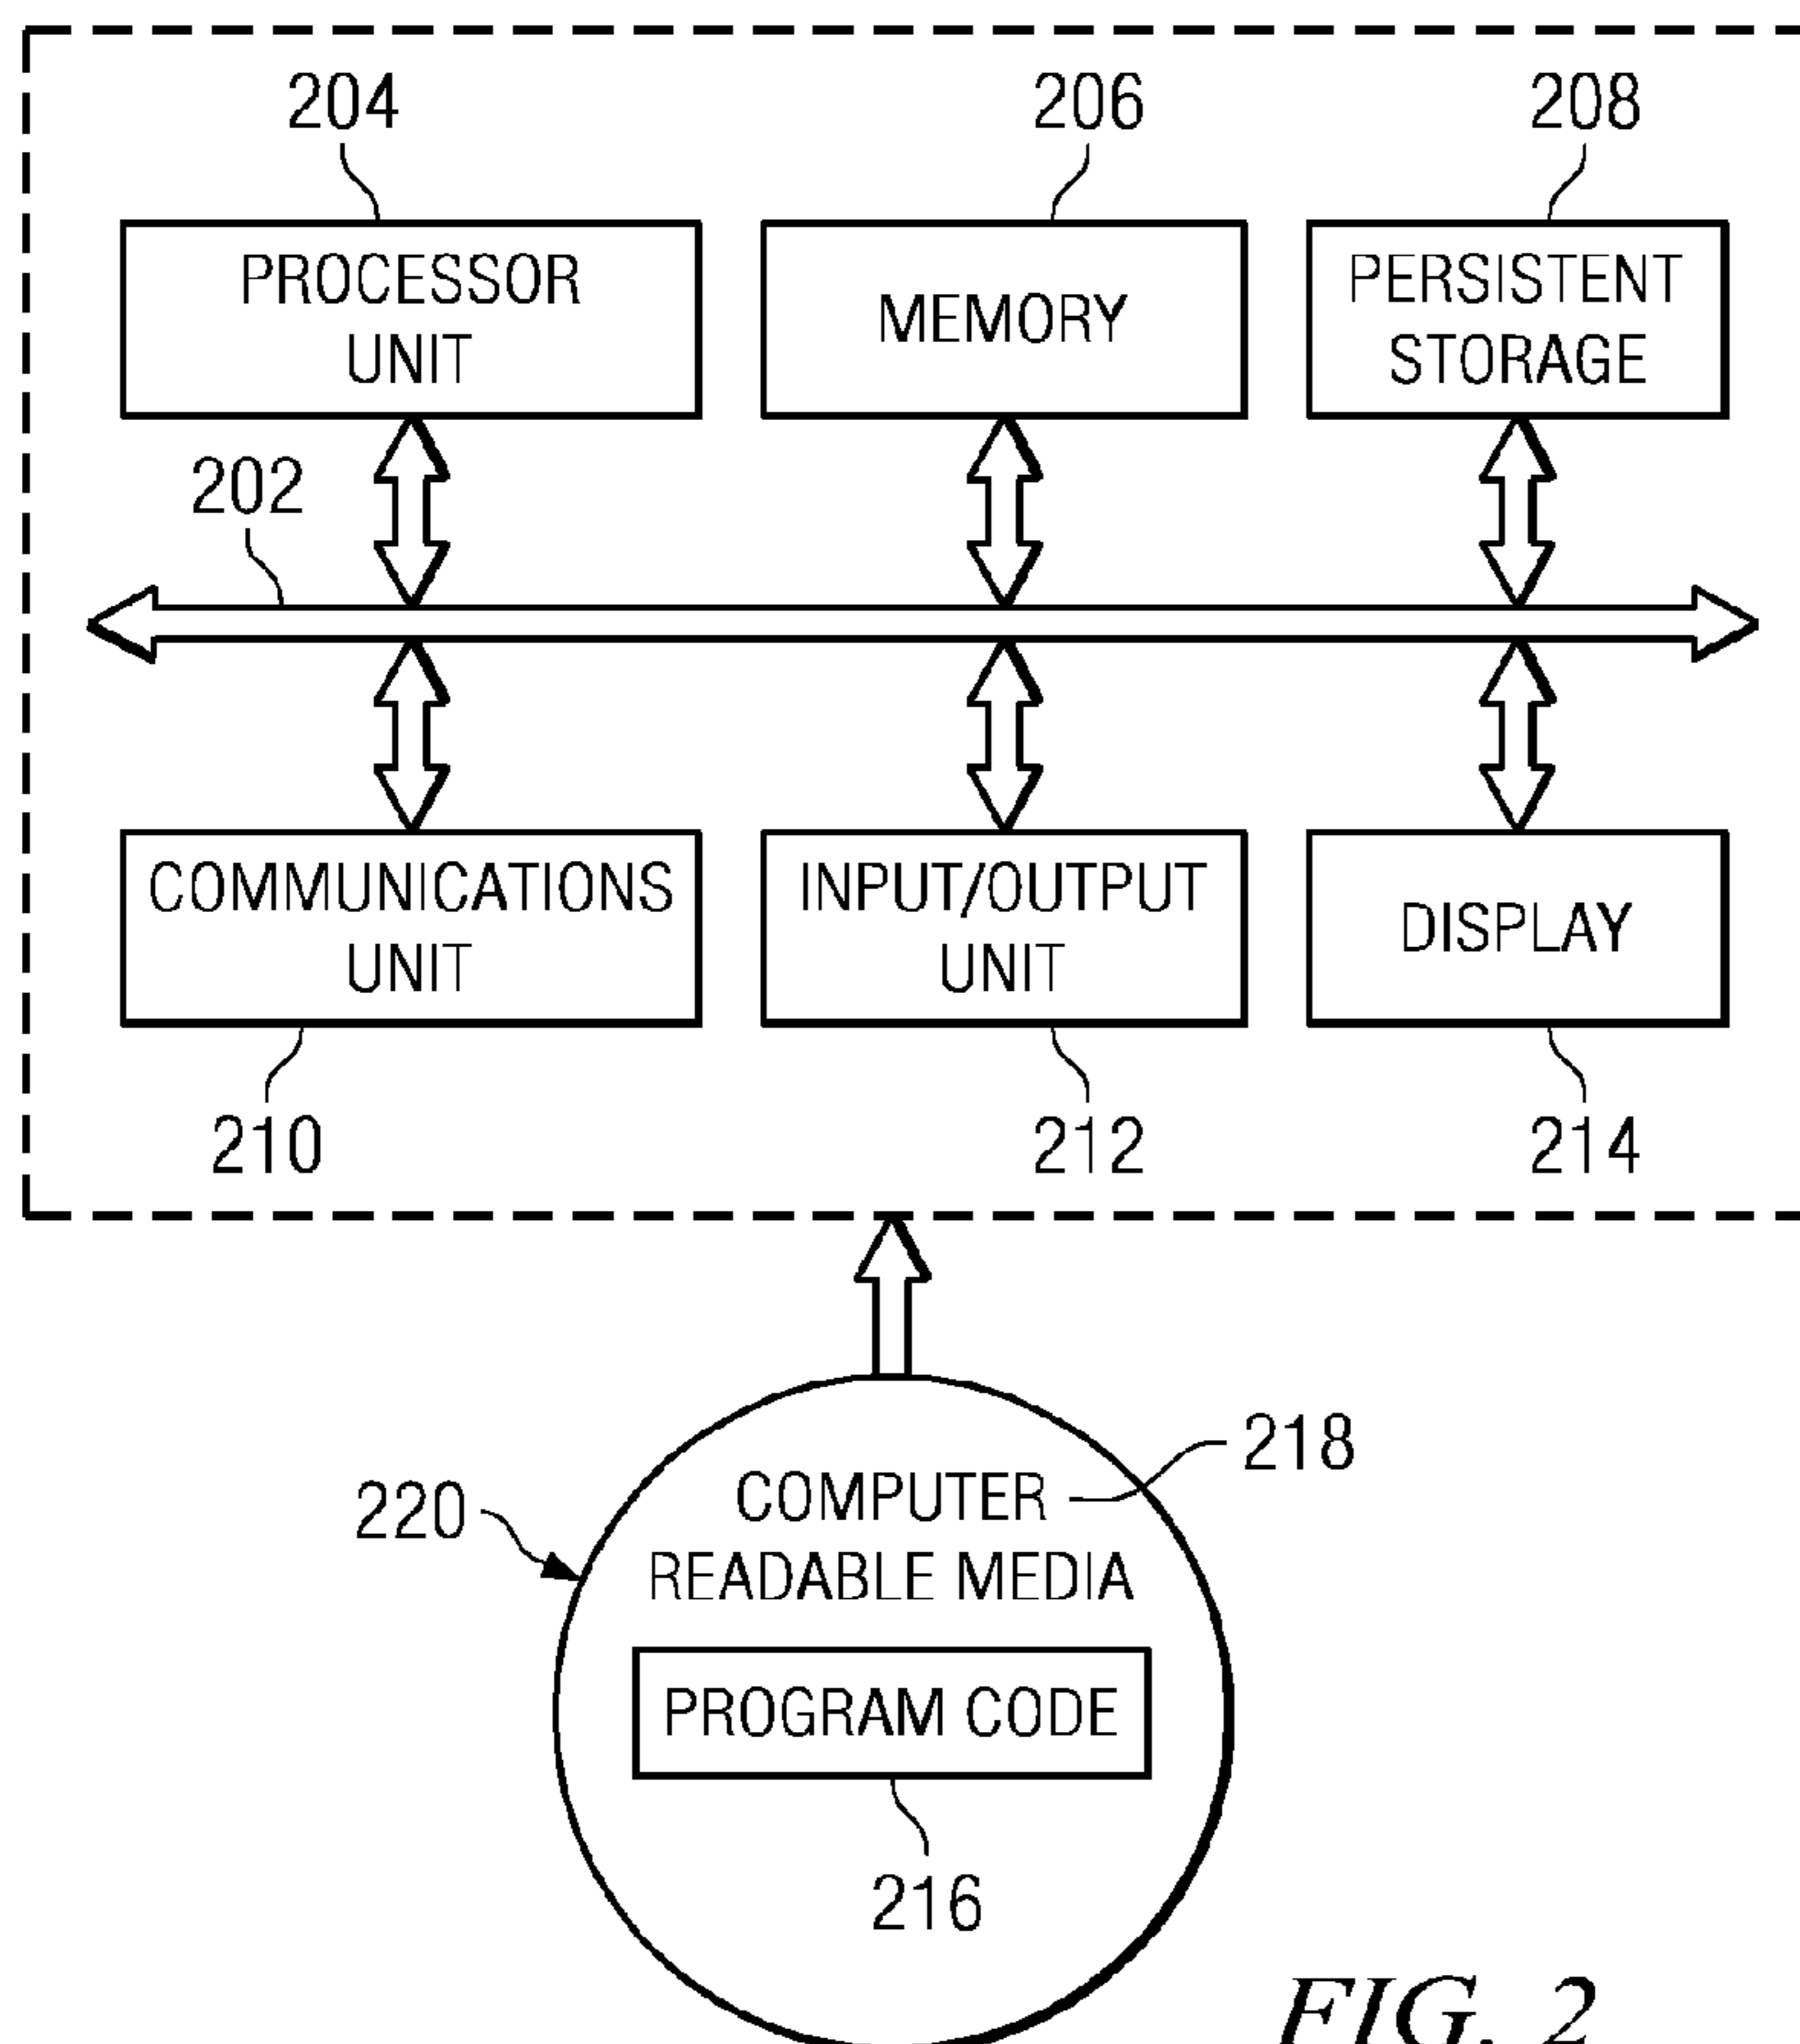 204
206
208
PROCESSOR
UNIT
MEMORY
PERSISTENT
STORAGE
202
COMMUNICATIONS
UNIT
INPUT/OUTPUT
UNIT
DISPLAY
210
212
214
218
220
COMPUTER
READABLE MEDIA
PROGRAM CODE
216
FIG. 2